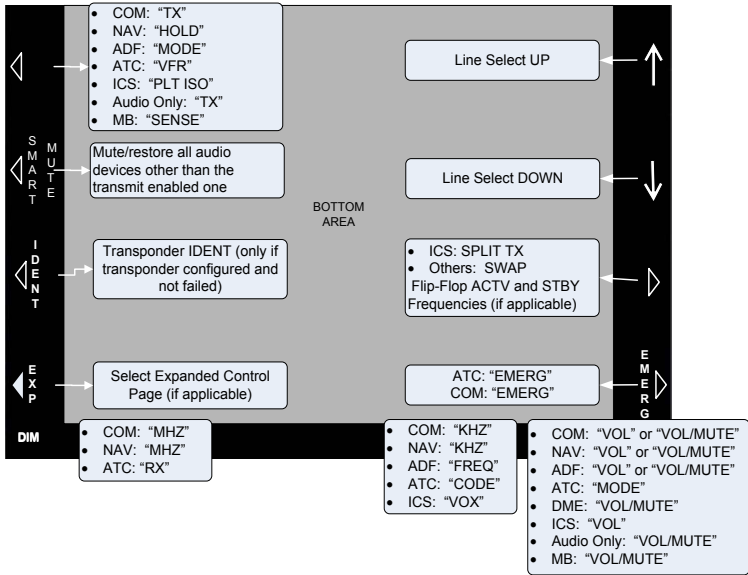 • COM: “TX”
• NAV: “HOLD”
• ADF: “MODE”
• ATC: “VFR”
• ICS: “PLT ISO”
• Audio Only: “TX”
• MB: “SENSE”
Line Select UP
SMART
MUTE
Mute/restore all audio
devices other than the
transmit enabled one
Line Select DOWN
BOTTOM
AREA
IDENT
Transponder IDENT (only if
transponder configured and
not failed)
• ICS: SPLIT TX
• Others: SWAP
Flip-Flop ACTV and STBY
Frequencies (if applicable)
EXP
Select Expanded Control
Page (if applicable)
ATC: “EMERG”
COM: “EMERG”
EMERG
DIM
• COM: “MHZ”
• NAV: “MHZ”
• ATC: “RX”
• COM: “KHZ”
• NAV: “KHZ”
• ADF: “FREQ”
• ATC: “CODE”
• ICS: “VOX”
• COM: “VOL” or “VOL/MUTE”
• NAV: “VOL” or “VOL/MUTE”
• ADF: “VOL” or “VOL/MUTE”
• ATC: “MODE”
• DME: “VOL/MUTE”
• ICS: “VOL”
• Audio Only: “VOL/MUTE”
• MB: “VOL/MUTE”